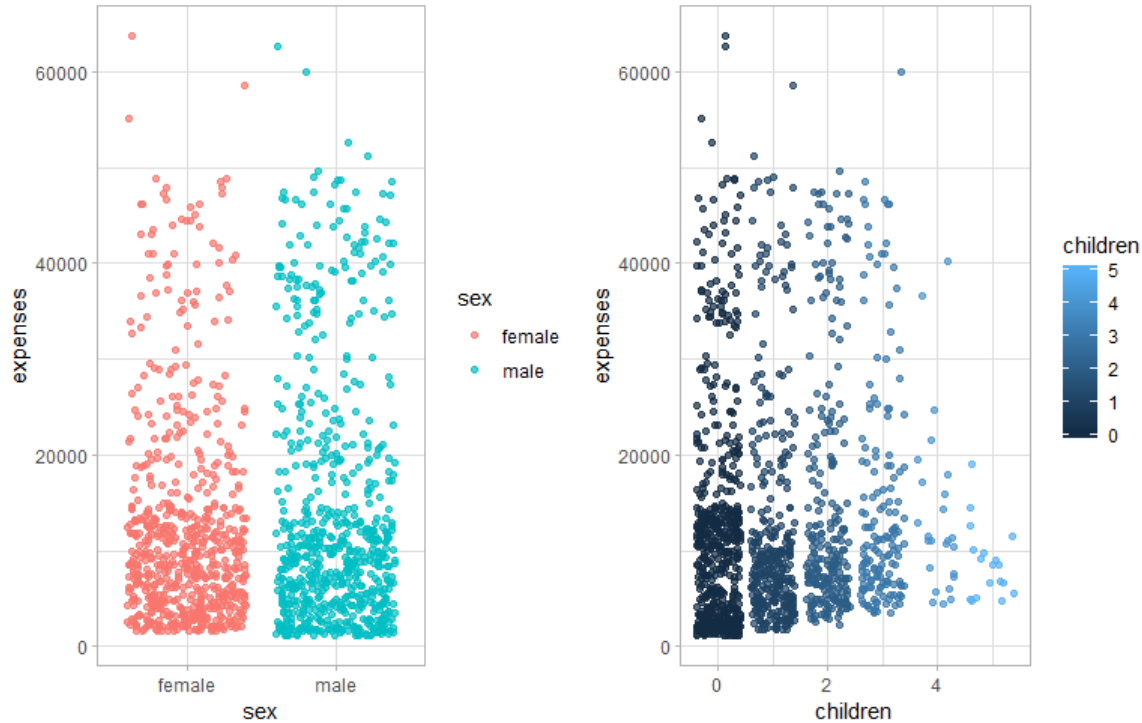 60000
40000
20000
0
expenses
female
male
sex
sex
female
male
60000
40000
20000
0
expenses
0
2
4
children
children
5
4
3
2
1
0